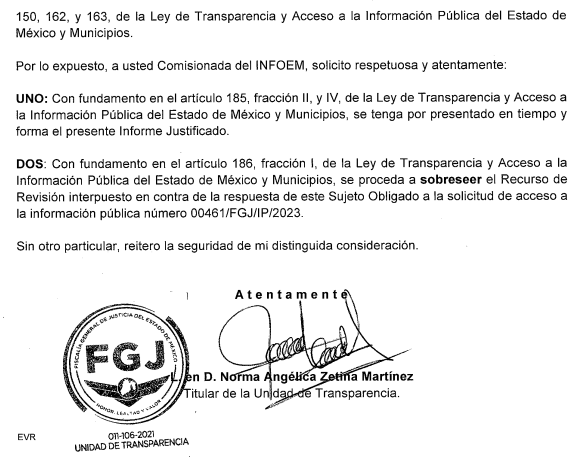 150, 162, y 163, de la Ley de Transparencia y Acceso a la Información Pública del Estado de
México y Municipios.
Por lo expuesto, a usted Comisionada del INFOEM, solicito respetuosa y atentamente:
UNO: Con fundamento en el artículo 185, fracción II, y IV, de la Ley de Transparencia y Acceso a
la Información Pública del Estado de México y Municipios, se tenga por presentado en tiempo y
forma el presente Informe Justificado.
DOS: Con fundamento en el artículo 186, fracción I, de la Ley de Transparencia y Acceso a la
Información Pública del Estado de México y Municipios, se proceda a sobreseer el Recurso de
Revisión interpuesto en contra de la respuesta de este Sujeto Obligado a la solicitud de acceso a
la información pública número 00461/FGJ/IP/2023.
Sin otro particular, reitero la seguridad de mi distinguida consideración.
Atentamente
FISCALÍA GENERAL DE JUSTICIA DEL ESTADO DE MÉXICO
FGJ
HONOR, LEALTAD Y VALOR
L. en D. Norma Angélica Zetina Martínez
Titular de la Unidad de Transparencia.
EVR
011-106-2021
UNIDAD DE TRANSPARENCIA